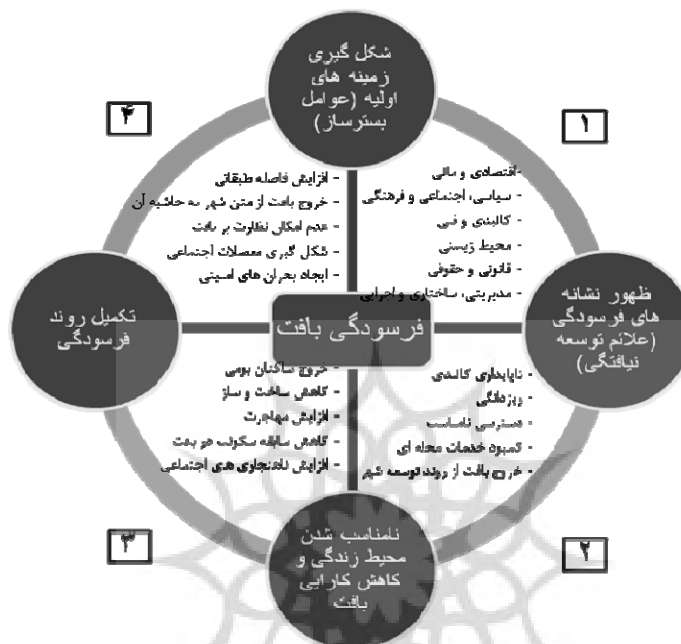 شکل گیری
زمینه های
اولیه (عوامل
بسترساز)
۱
-اقتصادی و مالی
- سیاسی، اجتماعی و فرهنگی
- کالبدی و فنی
- محیط زیستی
- قانونی و حقوقی
- مدیریتی، ساختاری و اجرایی
ظهور نشانه
های فرسودگی
(علائم توسعه
نیافتگی)
- ناپایداری کالبدی
- ریزدانگی
- دسترسی نامناسب
- کمبود خدمات محله ای
- خروج بافت از روند توسعه شهر
۲
نامناسب شدن
محیط زندگی و
کاهش کارایی
بافت
۳
- خروج ساکنان بومی
- کاهش ساخت و ساز
- افزایش مهاجرت
- کاهش سابقه سکونت در بافت
- افزایش ناهنجاری های اجتماعی
تکمیل روند
فرسودگی
۴
- افزایش فاصله طبقاتی
- خروج بافت از متن شهر به حاشیه آن
- عدم امکان نظارت بر بافت
- شکل گیری معضلات اجتماعی
- ایجاد بحران های امنیتی
فرسودگی بافت